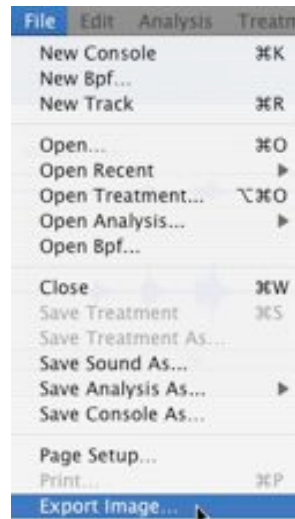 File Edit Analysis Treatm
New Console ⌘K
New Bpf...
New Track ⌘R
Open... ⌘O
Open Recent ▶
Open Treatment... ⌥⌘O
Open Analysis... ▶
Open Bpf...
Close ⌘W
Save Treatment ⌘S
Save Treatment As...
Save Sound As...
Save Analysis As... ▶
Save Console As...
Page Setup...
Print... ⌘P
Export Image...